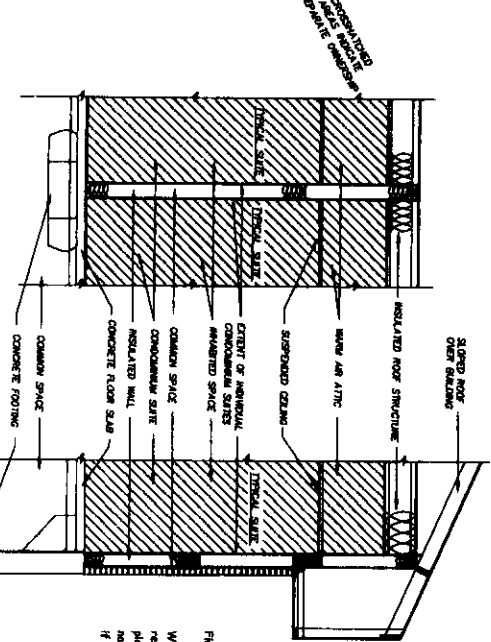 CROSSHATCHED
AREAS INDICATE
SEPARATE OWNERSHIP
SLOPED ROOF
OVER BUILDING
INSULATED ROOF STRUCTURE
WARM AIR ATTIC
SUSPENDED CEILING
EXTENT OF INDIVIDUAL
CONDOMINIUM SUITES
INHABITED SPACE
CONDOMINIUM SUITE
COMMON SPACE
INSULATED WALL
CONCRETE FLOOR SLAB
COMMON SPACE
CONCRETE FOOTING
TYPICAL SUITE
TYPICAL SUITE
TYPICAL SUITE